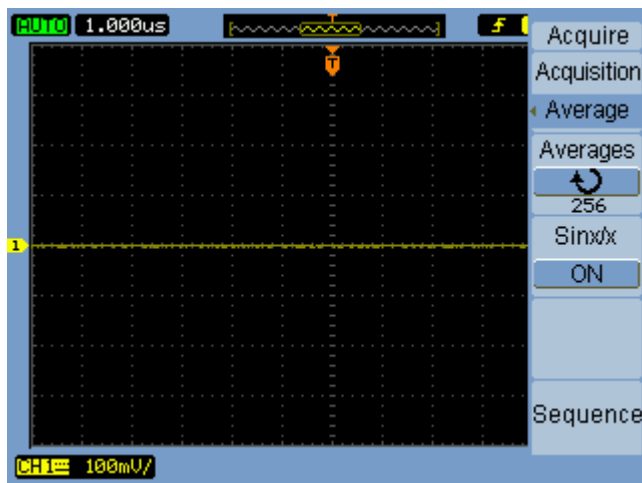 AUTO 1.000us
T
T
Acquire
Acquisition
Average
Averages
256
Sinx/x
ON
1
Sequence
CH1 100mV/